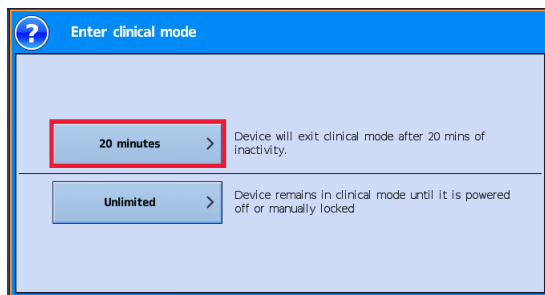 ?
Enter clinical mode
20 minutes >
Device will exit clinical mode after 20 mins of
inactivity.
Unlimited >
Device remains in clinical mode until it is powered
off or manually locked